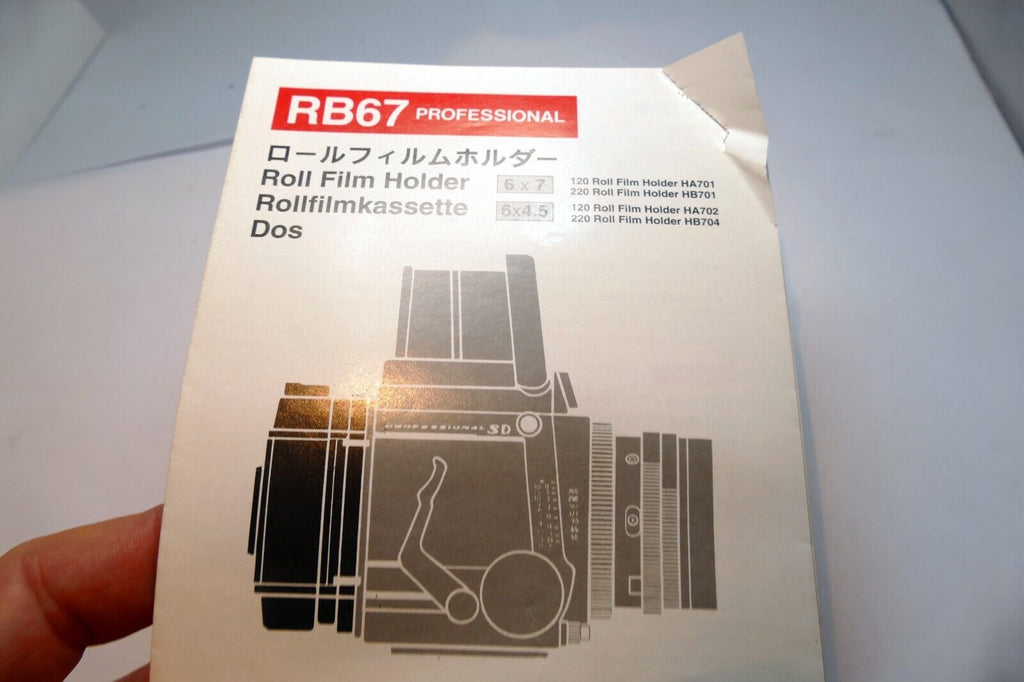 RB67 PROFESSIONAL
ロールフィルムホルダー
Roll Film Holder 6 x 7 120 Roll Film Holder HA701
220 Roll Film Holder HB701
Rollfilmkassette 6x4.5 120 Roll Film Holder HA702
220 Roll Film Holder HB704
Dos
PROFESSIONAL SD